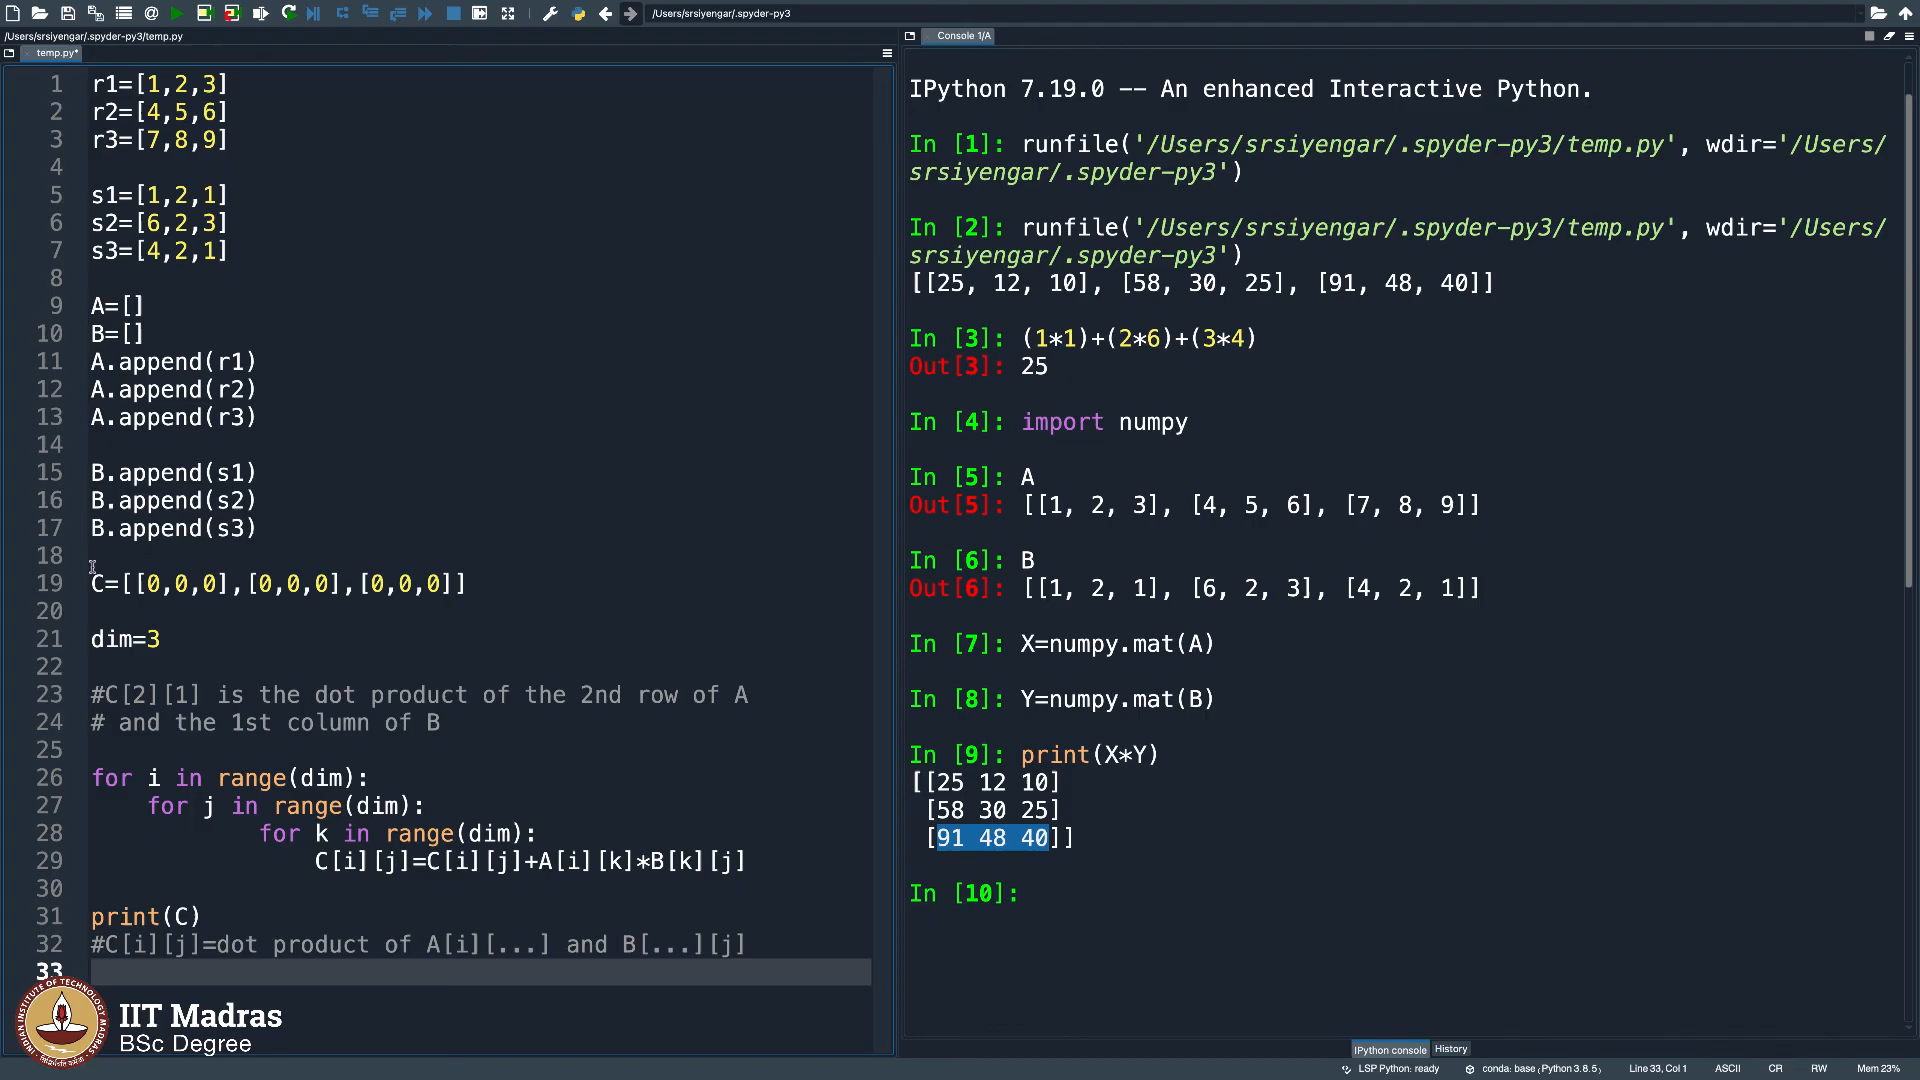 /Users/srsiyengar/.spyder-py3
/Users/srsiyengar/.spyder-py3/temp.py
temp.py*
1 r1=[1,2,3]
2 r2=[4,5,6]
3 r3=[7,8,9]
4
5 s1=[1,2,1]
6 s2=[6,2,3]
7 s3=[4,2,1]
8
9 A=[]
10 B=[]
11 A.append(r1)
12 A.append(r2)
13 A.append(r3)
14
15 B.append(s1)
16 B.append(s2)
17 B.append(s3)
18
19 C=[[0,0,0],[0,0,0],[0,0,0]]
20
21 dim=3
22
23 #C[2][1] is the dot product of the 2nd row of A
24 # and the 1st column of B
25
26 for i in range(dim):
27 for j in range(dim):
28 for k in range(dim):
29 C[i][j]=C[i][j]+A[i][k]*B[k][j]
30
31 print(C)
32 #C[i][j]=dot product of A[i][...] and B[...][j]
33
INDIAN INSTITUTE OF TECHNOLOGY MADRAS
IIT Madras
BSc Degree
Console 1/A
IPython 7.19.0 -- An enhanced Interactive Python.
In [1]: runfile('/Users/srsiyengar/.spyder-py3/temp.py', wdir='/Users/
srsiyengar/.spyder-py3')
In [2]: runfile('/Users/srsiyengar/.spyder-py3/temp.py', wdir='/Users/
srsiyengar/.spyder-py3')
[[25, 12, 10], [58, 30, 25], [91, 48, 40]]
In [3]: (1*1)+(2*6)+(3*4)
Out[3]: 25
In [4]: import numpy
In [5]: A
Out[5]: [[1, 2, 3], [4, 5, 6], [7, 8, 9]]
In [6]: B
Out[6]: [[1, 2, 1], [6, 2, 3], [4, 2, 1]]
In [7]: X=numpy.mat(A)
In [8]: Y=numpy.mat(B)
In [9]: print(X*Y)
[[25 12 10]
[58 30 25]
[91 48 40]]
In [10]:
IPython console
History
LSP Python: ready
conda: base (Python 3.8.5)
Line 33, Col 1
ASCII
CR
RW
Mem 23%